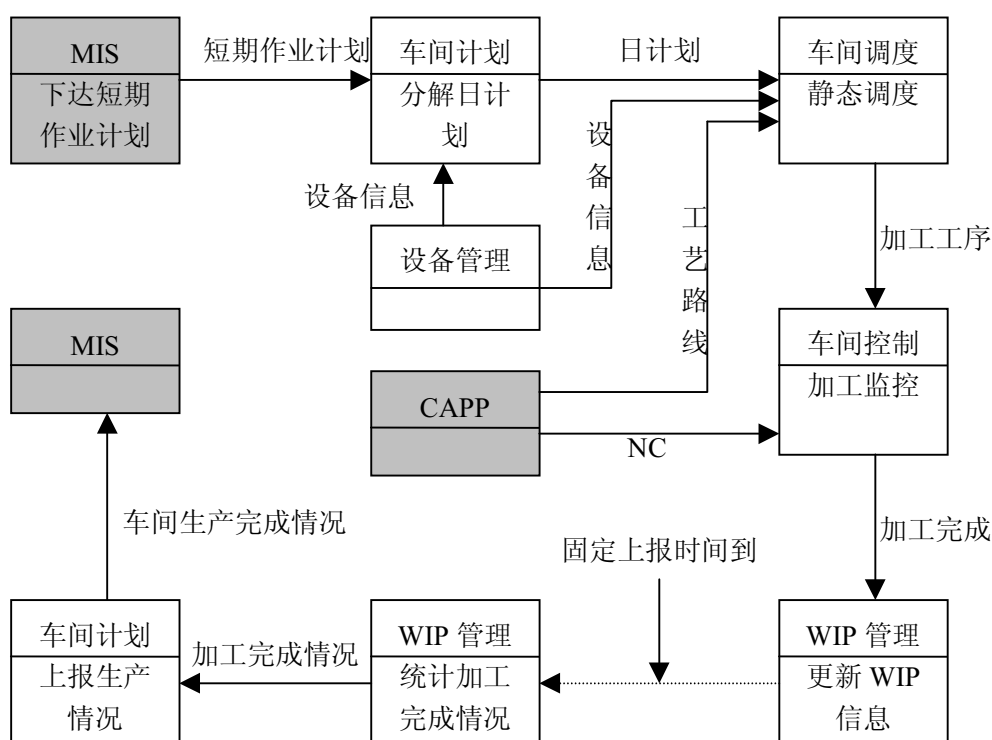 MIS
下达短期
作业计划
短期作业计划
车间计划
分解日计
划
日计划
车间调度
静态调度
设备信息
设备信息
工艺路线
设备管理
加工工序
MIS
CAPP
NC
车间控制
加工监控
车间生产完成情况
固定上报时间到
加工完成
车间计划
上报生产
情况
加工完成情况
WIP 管理
统计加工
完成情况
WIP 管理
更新 WIP
信息